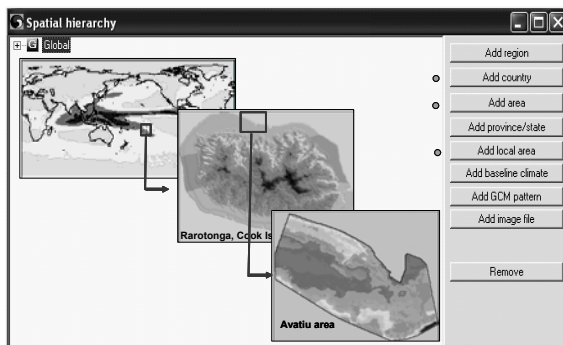 Spatial hierarchy
Global
Add region
Add country
Add area
Add province/state
Add local area
Add baseline climate
Add GCM pattern
Add image file
Remove
Rarotonga, Cook Is
Avatiu area